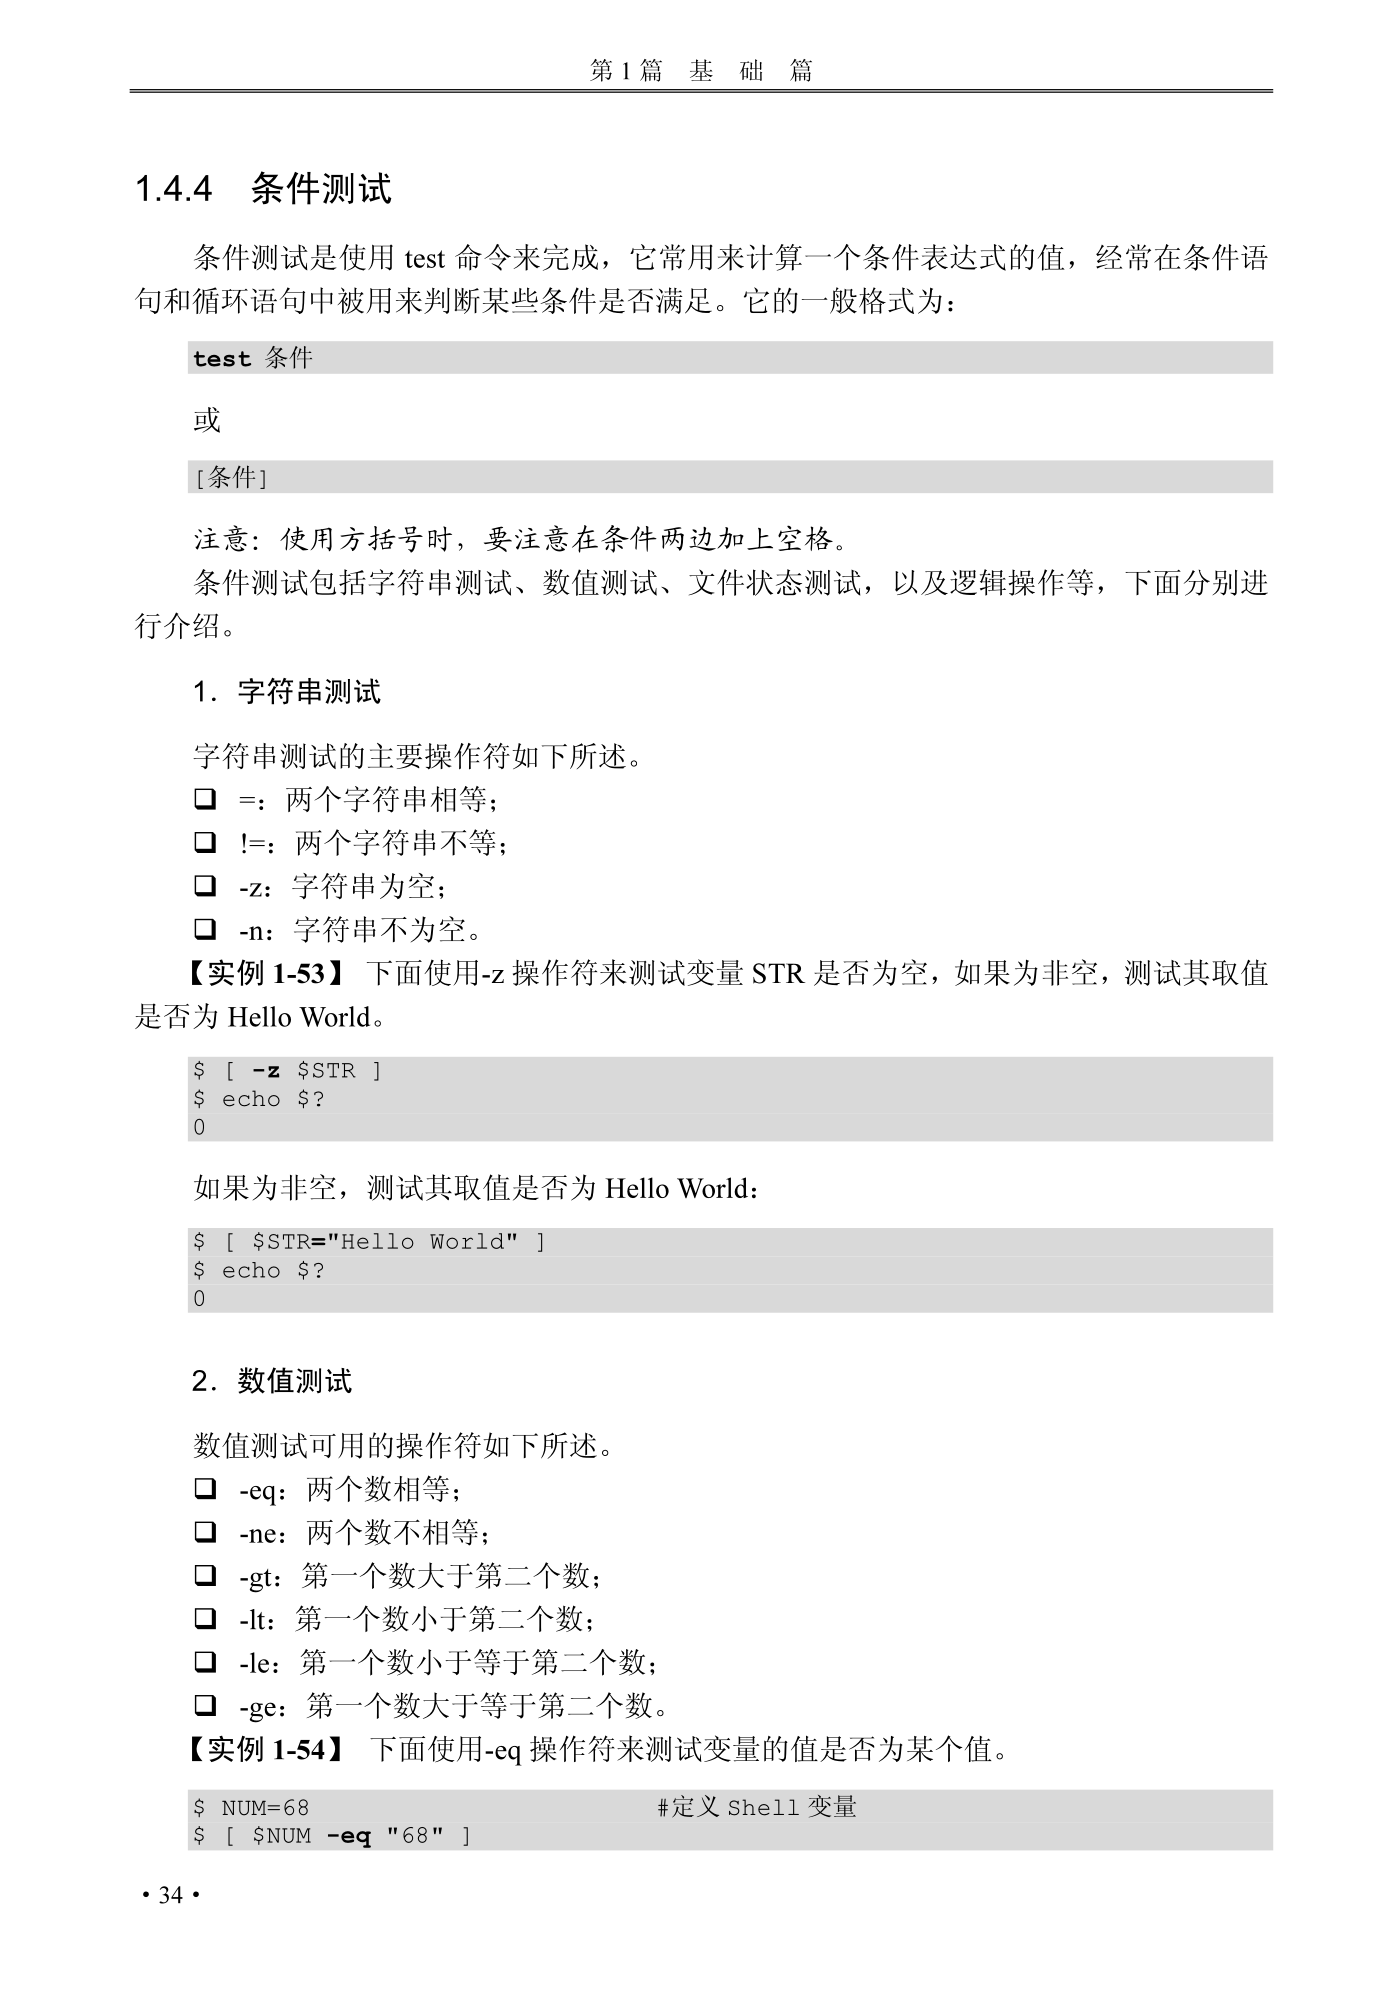 第 1 篇 基 础 篇
1.4.4 条件测试
条件测试是使用 test 命令来完成，它常用来计算一个条件表达式的值，经常在条件语
句和循环语句中被用来判断某些条件是否满足。它的一般格式为：
test 条件
或
[条件]
注意：使用方括号时，要注意在条件两边加上空格。
条件测试包括字符串测试、数值测试、文件状态测试，以及逻辑操作等，下面分别进
行介绍。
1．字符串测试
字符串测试的主要操作符如下所述。
❑ =：两个字符串相等；
❑ !=：两个字符串不等；
❑ -z：字符串为空；
❑ -n：字符串不为空。
【实例 1-53】 下面使用-z 操作符来测试变量 STR 是否为空，如果为非空，测试其取值
是否为 Hello World。
$ [ -z $STR ]
$ echo $?
0
如果为非空，测试其取值是否为 Hello World：
$ [ $STR="Hello World" ]
$ echo $?
0
2．数值测试
数值测试可用的操作符如下所述。
❑ -eq：两个数相等；
❑ -ne：两个数不相等；
❑ -gt：第一个数大于第二个数；
❑ -lt：第一个数小于第二个数；
❑ -le：第一个数小于等于第二个数；
❑ -ge：第一个数大于等于第二个数。
【实例 1-54】 下面使用-eq 操作符来测试变量的值是否为某个值。
$ NUM=68 #定义 Shell 变量
$ [ $NUM -eq "68" ]
• 34 •